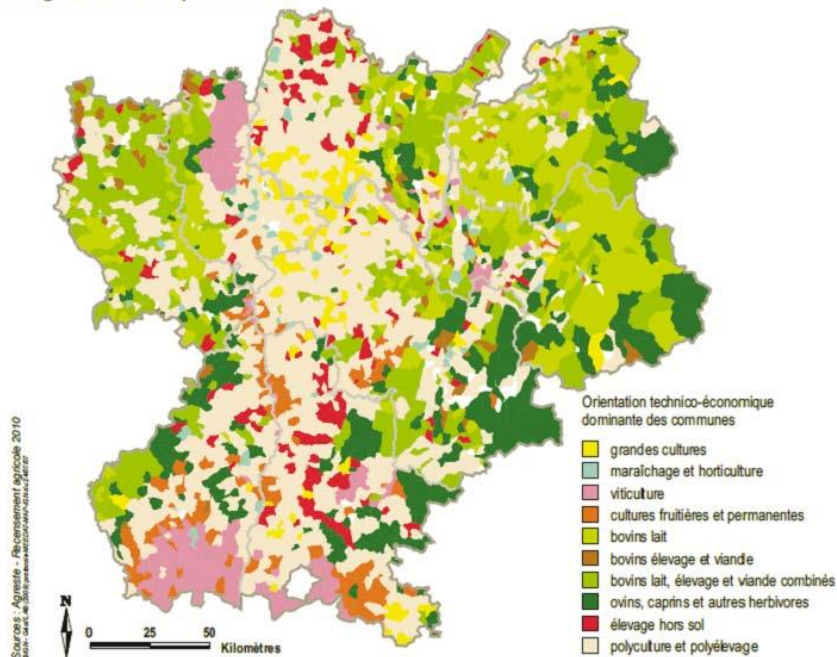 Orientation technico-économique
dominante des communes
grandes cultures
maraîchage et horticulture
viticulture
cultures fruitières et permanentes
bovins lait
bovins élevage et viande
bovins lait, élevage et viande combinés
ovins, caprins et autres herbivores
élevage hors sol
polyculture et polyélevage
N
0 25 50 Kilomètres
Sources : Agreste - Recensement agricole 2010